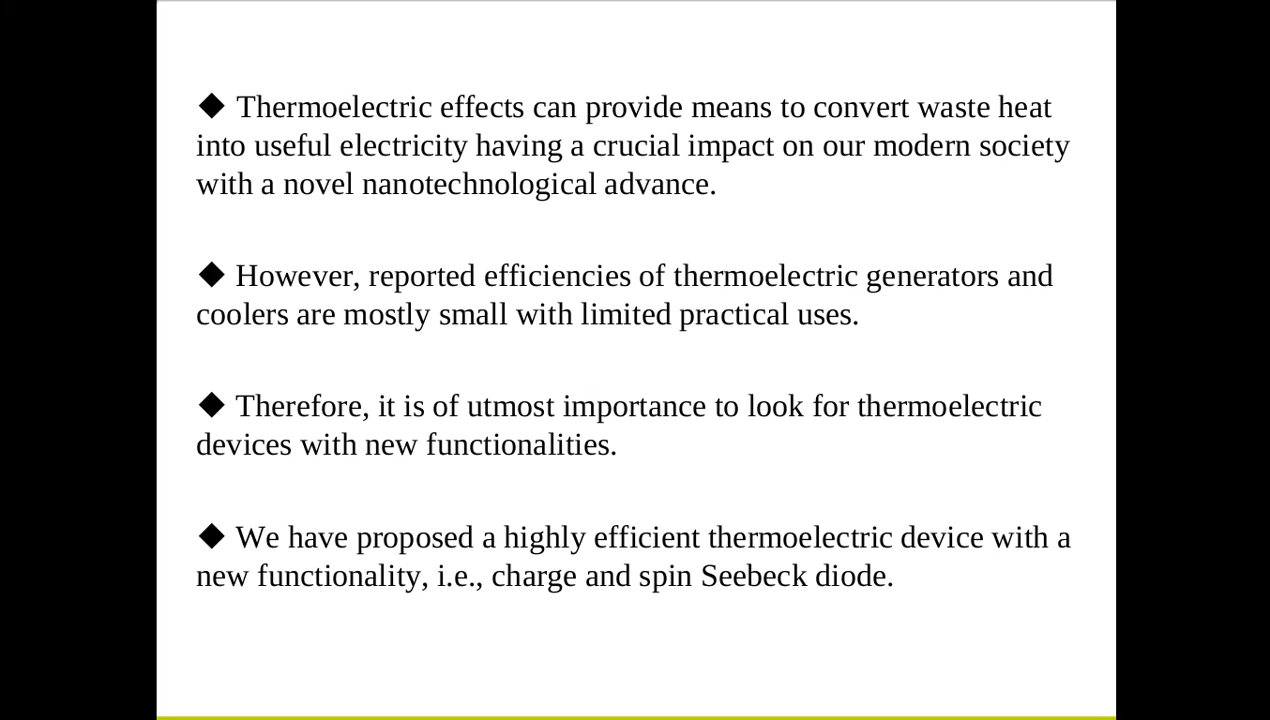 ◆ Thermoelectric effects can provide means to convert waste heat
into useful electricity having a crucial impact on our modern society
with a novel nanotechnological advance.
◆ However, reported efficiencies of thermoelectric generators and
coolers are mostly small with limited practical uses.
◆ Therefore, it is of utmost importance to look for thermoelectric
devices with new functionalities.
◆ We have proposed a highly efficient thermoelectric device with a
new functionality, i.e., charge and spin Seebeck diode.